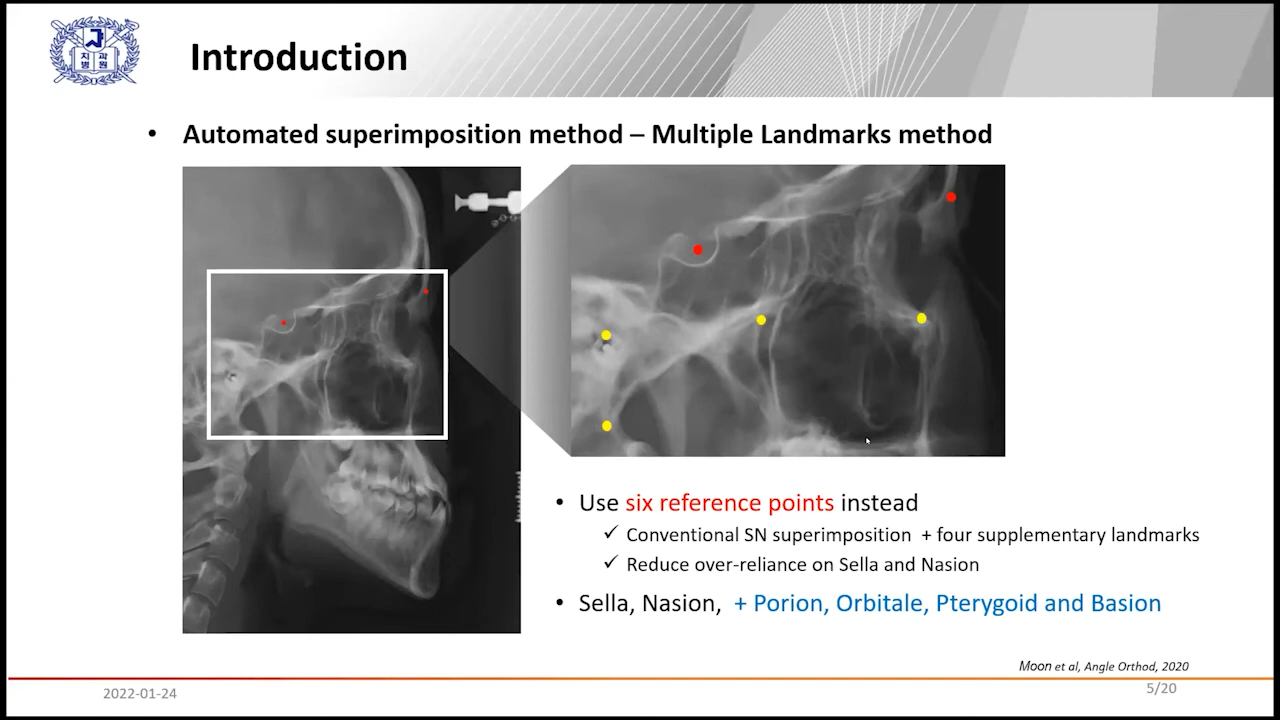 Introduction
• Automated superimposition method – Multiple Landmarks method
• Use six reference points instead
✓ Conventional SN superimposition + four supplementary landmarks
✓ Reduce over-reliance on Sella and Nasion
• Sella, Nasion, + Porion, Orbitale, Pterygoid and Basion
Moon et al, Angle Orthod, 2020
2022-01-24
5/20